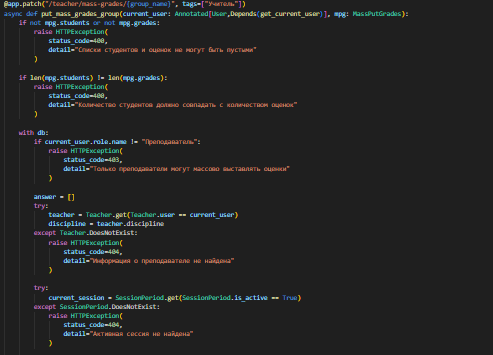 @app.patch("/teacher/mass-grades/{group_name}", tags=["Учитель"])
async def put_mass_grades_group(current_user: Annotated[User,Depends(get_current_user)], mpg: MassPutGrades):
    if not mpg.students or not mpg.grades:
        raise HTTPException(
            status_code=400,
            detail="Списки студентов и оценок не могут быть пустыми"
        )

    if len(mpg.students) != len(mpg.grades):
        raise HTTPException(
            status_code=400,
            detail="Количество студентов должно совпадать с количеством оценок"
        )

    with db:
        if current_user.role.name != "Преподаватель":
            raise HTTPException(
                status_code=403,
                detail="Только преподаватели могут массово выставлять оценки"
            )

        answer = []
        try:
            teacher = Teacher.get(Teacher.user == current_user)
            discipline = teacher.discipline
        except Teacher.DoesNotExist:
            raise HTTPException(
                status_code=404,
                detail="Информация о преподавателе не найдена"
            )

        try:
            current_session = SessionPeriod.get(SessionPeriod.is_active == True)
        except SessionPeriod.DoesNotExist:
            raise HTTPException(
                status_code=404,
                detail="Активная сессия не найдена"
            )